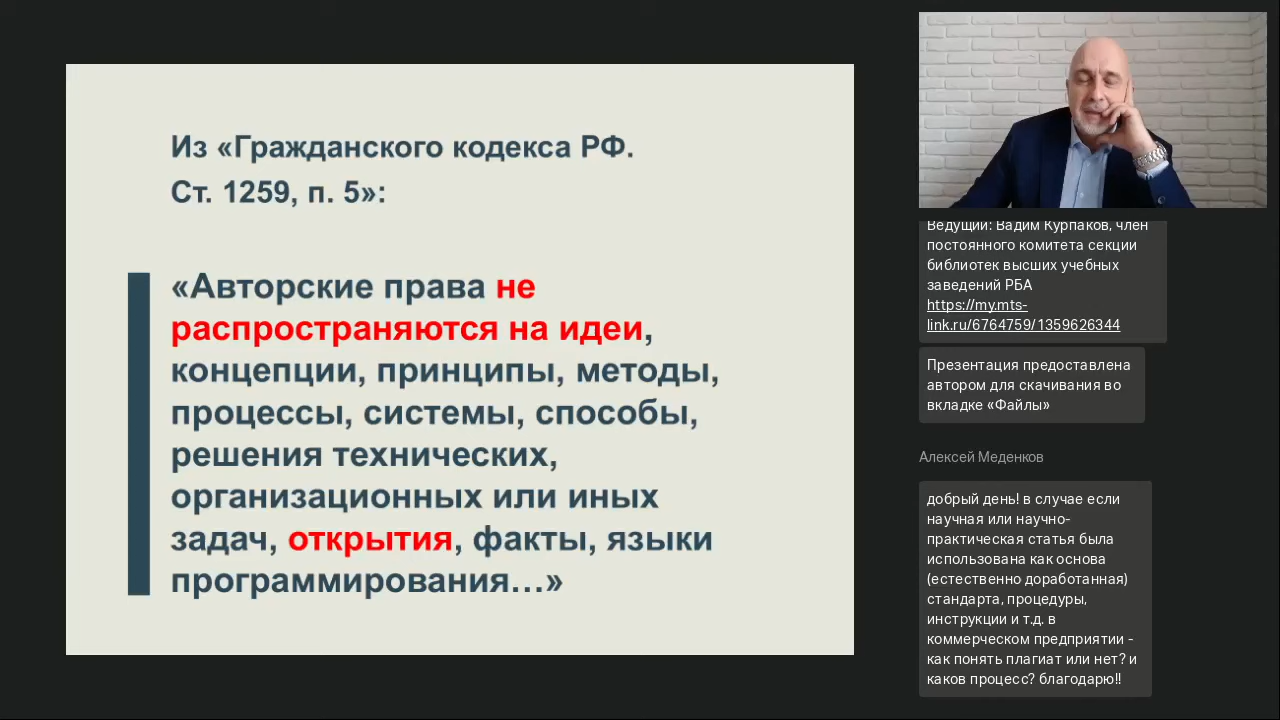 Из «Гражданского кодекса РФ.
Ст. 1259, п. 5»:
«Авторские права не
распространяются на идеи,
концепции, принципы, методы,
процессы, системы, способы,
решения технических,
организационных или иных
задач, открытия, факты, языки
программирования…»
Ведущий: Вадим Курпаков, член
постоянного комитета секции
библиотек высших учебных
заведений РБА
https://my.mts-
link.ru/6764759/1359626344
Презентация предоставлена
автором для скачивания во
вкладке «Файлы»
Алексей Меденков
добрый день! в случае если
научная или научно-
практическая статья была
использована как основа
(естественно доработанная)
стандарта, процедуры,
инструкции и т.д. в
коммерческом предприятии -
как понять плагиат или нет? и
каков процесс? благодарю!!